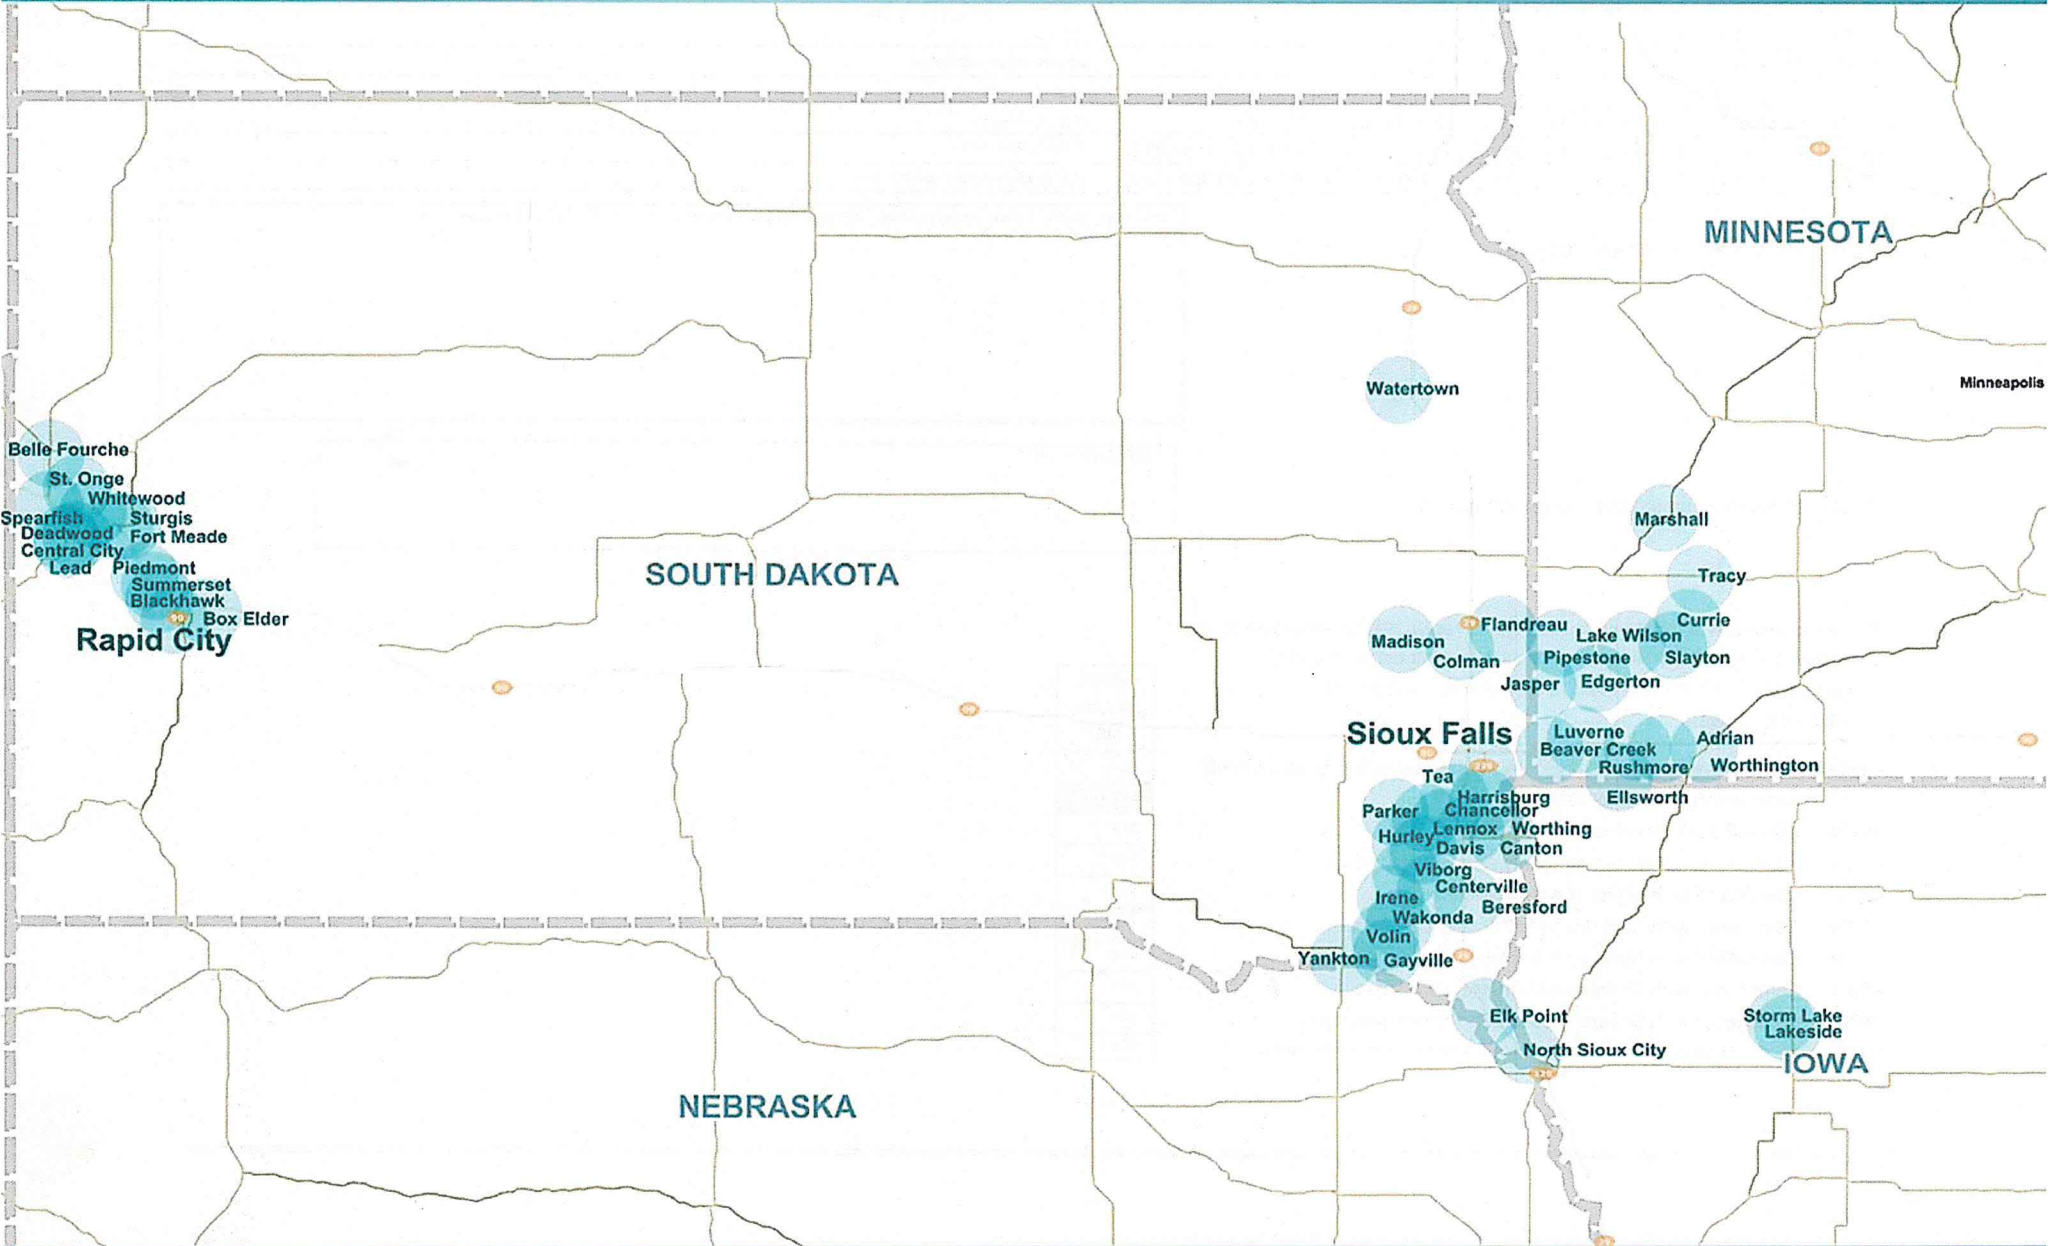 MINNESOTA
Minneapolis
Watertown
Belle Fourche
St. Onge
Whitewood
Spearfish
Sturgis
Deadwood
Fort Meade
Central City
Lead
Piedmont
Summerset
Blackhawk
90
Box Elder
Rapid City
SOUTH DAKOTA
Marshall
Tracy
29
Flandreau
Currie
Madison
Lake Wilson
Colman
Pipestone
Slayton
Jasper
Edgerton
Sioux Falls
Luverne
Adrian
Beaver Creek
Rushmore
Worthington
Tea
Harrisburg
Ellsworth
Parker
Chancellor
Hurley
Lennox
Worthing
Davis
Canton
Viborg
Centerville
Irene
Beresford
Wakonda
Volin
Yankton
Gayville
Elk Point
Storm Lake
Lakeside
North Sioux City
IOWA
NEBRASKA